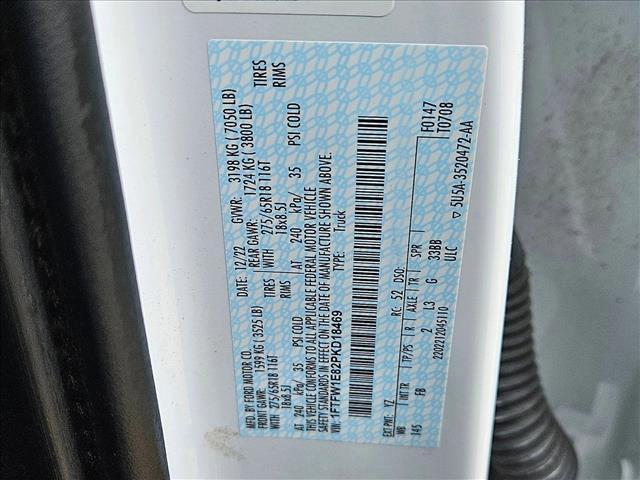 MFD. BY FORD MOTOR CO.
DATE: 12/22 GVWR: 3198 KG ( 7050 LB)
FRONT GAWR: 1599 KG ( 3525 LB) REAR GAWR: 1724 KG ( 3800 LB)
WITH 275/65R18 116T TIRES WITH 275/65R18 116T TIRES
18x8.5J RIMS 18x8.5J RIMS
AT 240 kPa/ 35 PSI COLD AT 240 kPa/ 35 PSI COLD
THIS VEHICLE CONFORMS TO ALL APPLICABLE FEDERAL MOTOR VEHICLE
SAFETY STANDARDS IN EFFECT ON THE DATE OF MANUFACTURE SHOWN ABOVE.
VIN: 1FTFW1E82PKD18469 TYPE: Truck
F0147
T0708
EXT PNT: YZ RC: 52 DSO:
WB INT TR TP/PS R AXLE TR SPR
145 FB 2 L3 G 33BB
ULC
220221204S110
5U5A-3520472-AA